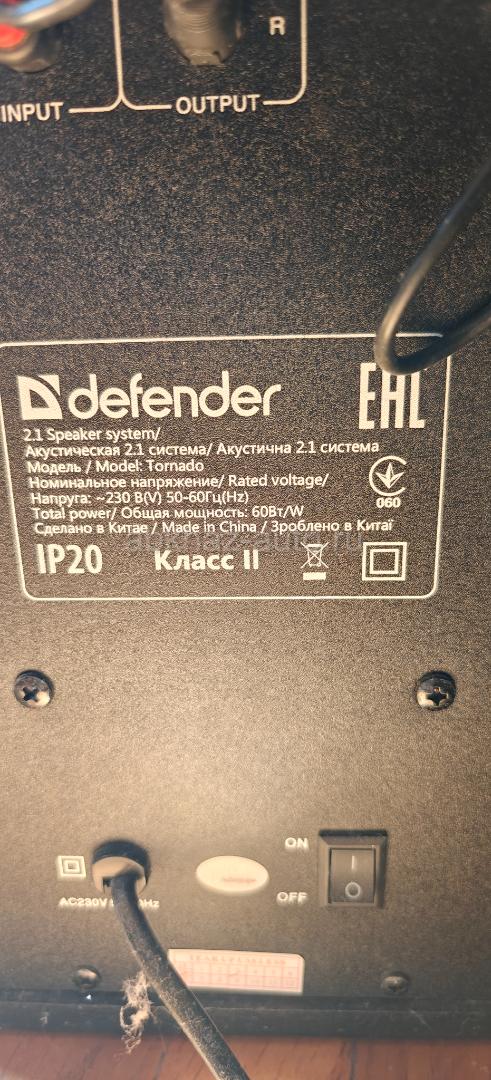 R
INPUT
OUTPUT
defender
EAC
2.1 Speaker system/
Акустическая 2.1 система/ Акустична 2.1 система
Модель / Model: Tornado
Номинальное напряжение/ Rated voltage/
Напруга: ~230 В(V) 50-60Гц(Hz)
Total power/ Общая мощность: 60Вт/W
Сделано в Китае / Made in China / Зроблено в Китаї
060
IP20
Класс II
ON
OFF
AC230V
Hz